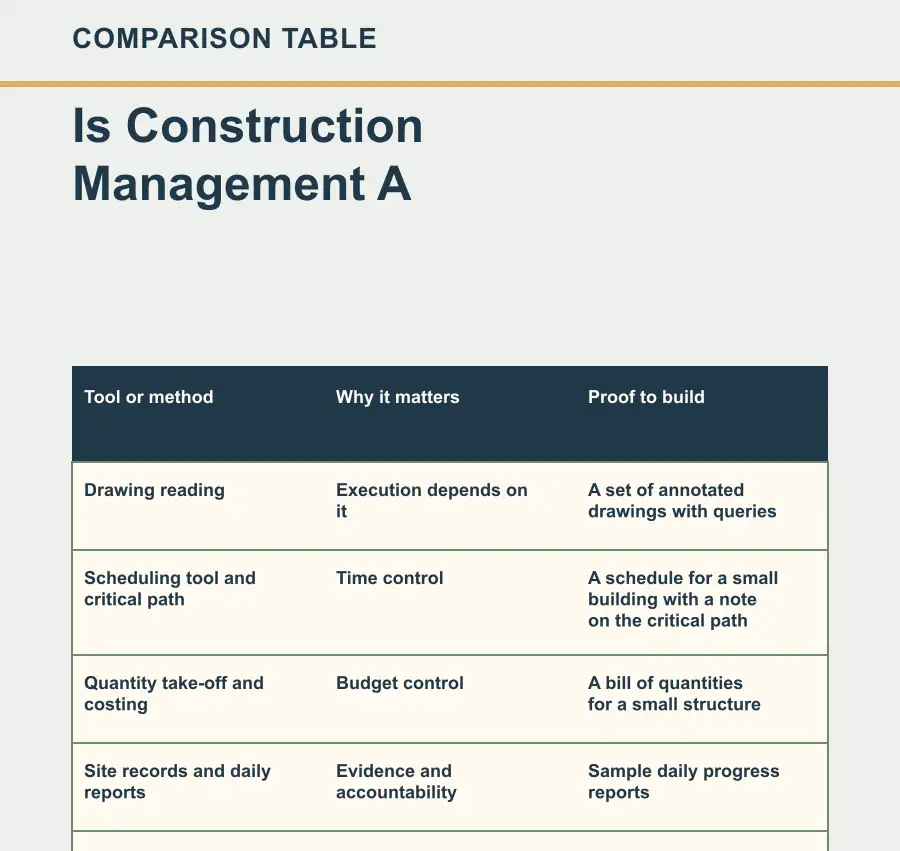 COMPARISON TABLE
Is Construction
Management A
Tool or method
Why it matters
Proof to build
Drawing reading
Execution depends on
it
A set of annotated
drawings with queries
Scheduling tool and
critical path
Time control
A schedule for a small
building with a note
on the critical path
Quantity take-off and
costing
Budget control
A bill of quantities
for a small structure
Site records and daily
reports
Evidence and
accountability
Sample daily progress
reports